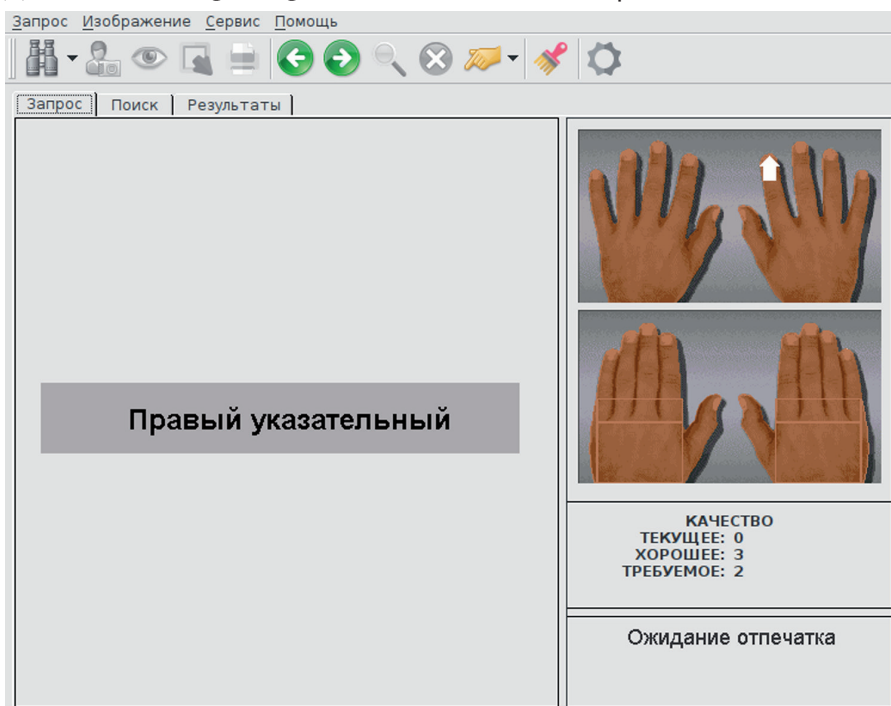 Запрос Изображение Сервис Помощь
Запрос Поиск Результаты
Правый указательный
КАЧЕСТВО
ТЕКУЩЕЕ: 0
ХОРОШЕЕ: 3
ТРЕБУЕМОЕ: 2
Ожидание отпечатка